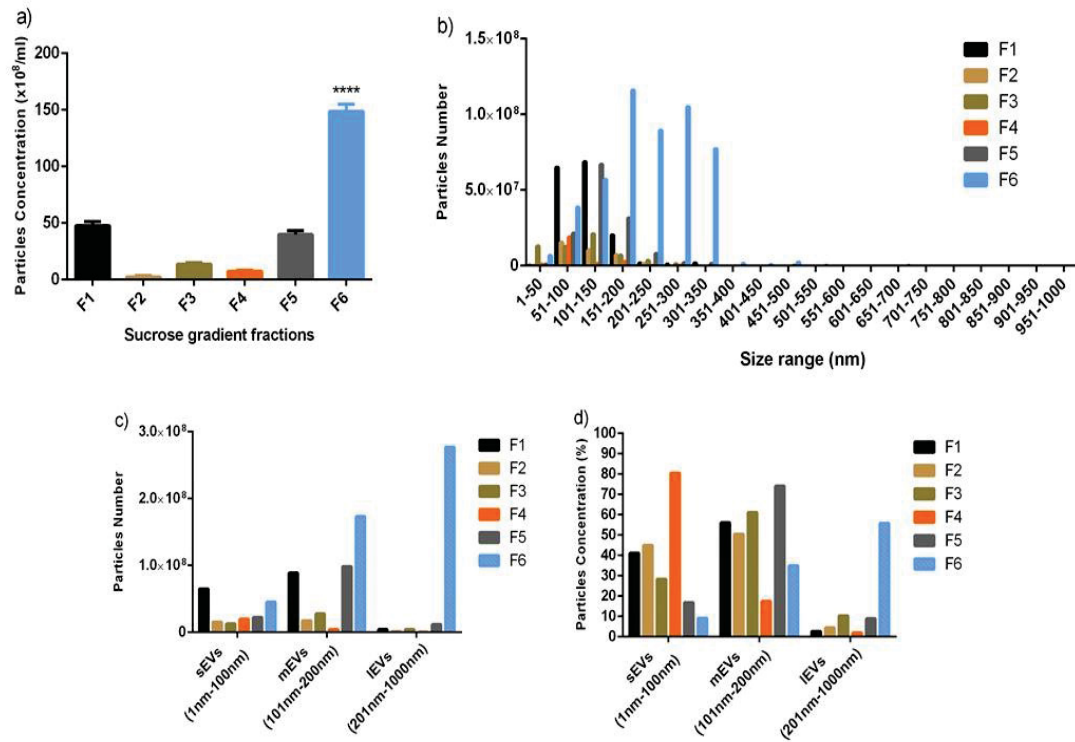 a)
Particles Concentration (x10⁸/ml)
200
150
100
50
0
****
F1
F2
F3
F4
F5
F6
Sucrose gradient fractions
b)
Particles Number
1.5×10⁸
1.0×10⁸
5.0×10⁷
0
1-50
51-100
101-150
151-200
201-250
251-300
301-350
351-400
401-450
451-500
501-550
551-600
601-650
651-700
701-750
751-800
801-850
851-900
901-950
951-1000
Size range (nm)
F1
F2
F3
F4
F5
F6
c)
Particles Number
3.0×10⁸
2.0×10⁸
1.0×10⁸
0
sEVs
(1nm-100nm)
mEVs
(101nm-200nm)
lEVs
(201nm-1000nm)
F1
F2
F3
F4
F5
F6
d)
Particles Concentration (%)
100
90
80
70
60
50
40
30
20
10
0
sEVs
(1nm-100nm)
mEVs
(101nm-200nm)
lEVs
(201nm-1000nm)
F1
F2
F3
F4
F5
F6